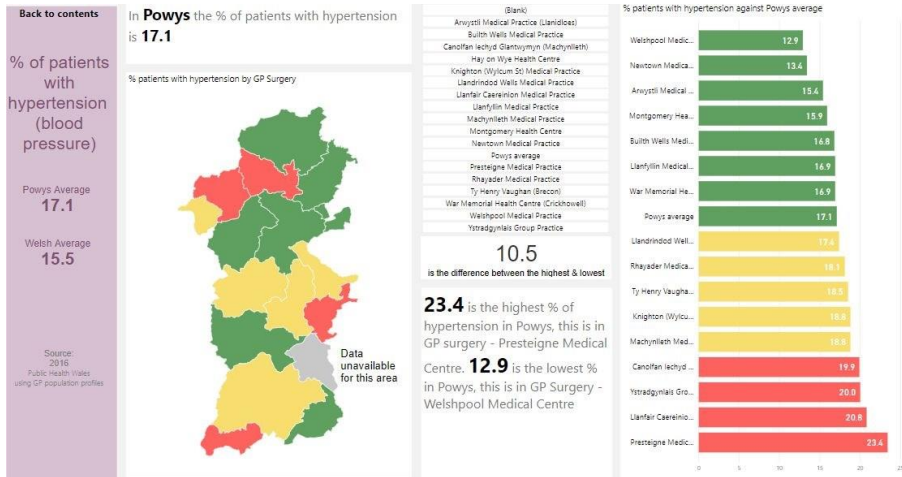 Back to contents
% of patients
with
hypertension
(blood
pressure)
Powys Average
17.1
Welsh Average
15.5
Source:
2016
Public Health Wales
using GP population profiles
In Powys the % of patients with hypertension
is 17.1
% patients with hypertension by GP Surgery
Data
unavailable
for this area
(Blank)
Arwystli Medical Practice (Llanidloes)
Builth Wells Medical Practice
Canolfan Iechyd Glantwymyn (Machynlleth)
Hay on Wye Health Centre
Knighton (Wylcum St) Medical Practice
Llandrindod Wells Medical Practice
Llanfair Caereinion Medical Practice
Llanfyllin Medical Practice
Machynlleth Medical Practice
Montgomery Health Centre
Newtown Medical Practice
Powys average
Presteigne Medical Practice
Rhayader Medical Practice
Ty Henry Vaughan (Brecon)
War Memorial Health Centre (Crickhowell)
Welshpool Medical Practice
Ystradgynlais Group Practice
10.5
is the difference between the highest & lowest
23.4 is the highest % of
hypertension in Powys, this is in
GP surgery - Presteigne Medical
Centre. 12.9 is the lowest %
in Powys, this is in GP Surgery -
Welshpool Medical Centre
% patients with hypertension against Powys average
Welshpool Medic... 12.9
Newtown Medica... 13.4
Arwystli Medical ... 15.4
Montgomery Hea... 15.9
Builth Wells Medi... 16.8
Llanfyllin Medical... 16.9
War Memorial He... 16.9
Powys average 17.1
Llandrindod Well... 17.4
Rhayader Medica... 18.1
Ty Henry Vaugha... 18.5
Knighton (Wylcu... 18.8
Machynlleth Med... 18.8
Canolfan Iechyd ... 19.9
Ystradgynlais Gro... 20.0
Llanfair Caereinio... 20.8
Presteigne Medic... 23.4
0 5 10 15 20 25